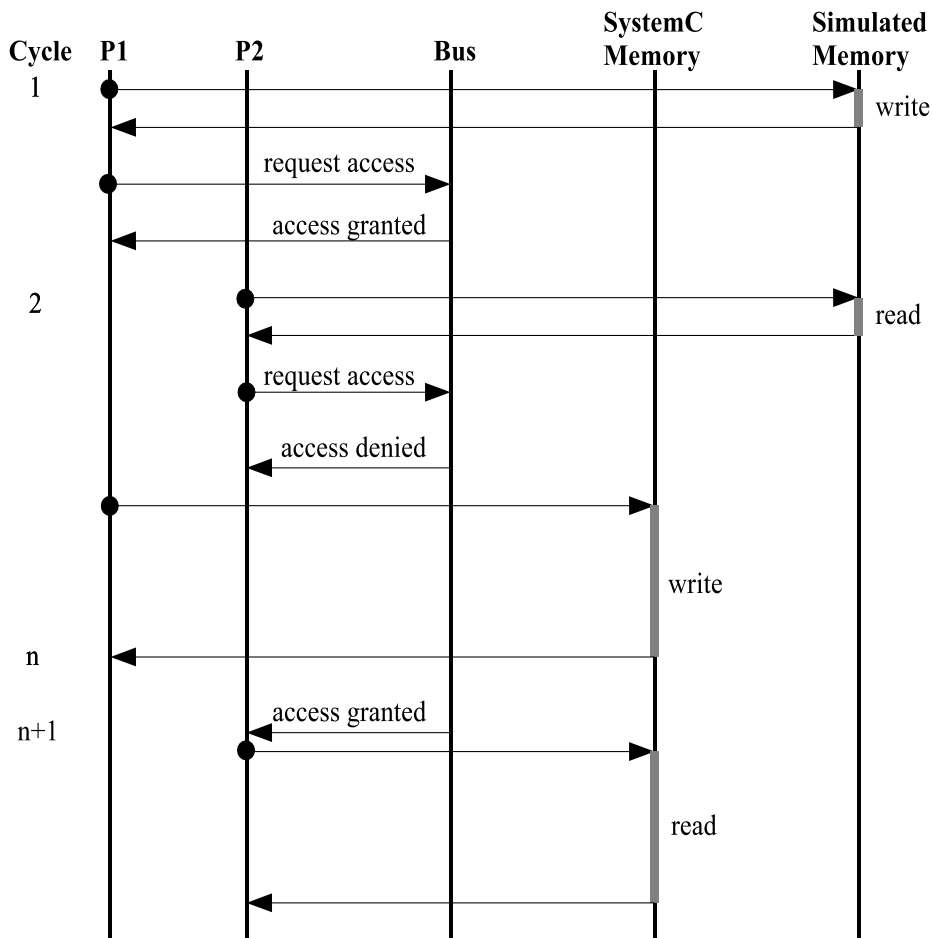 Cycle P1 P2 Bus SystemC Memory Simulated Memory
1
write
request access
access granted
2
read
request access
access denied
write
n
access granted
n+1
read